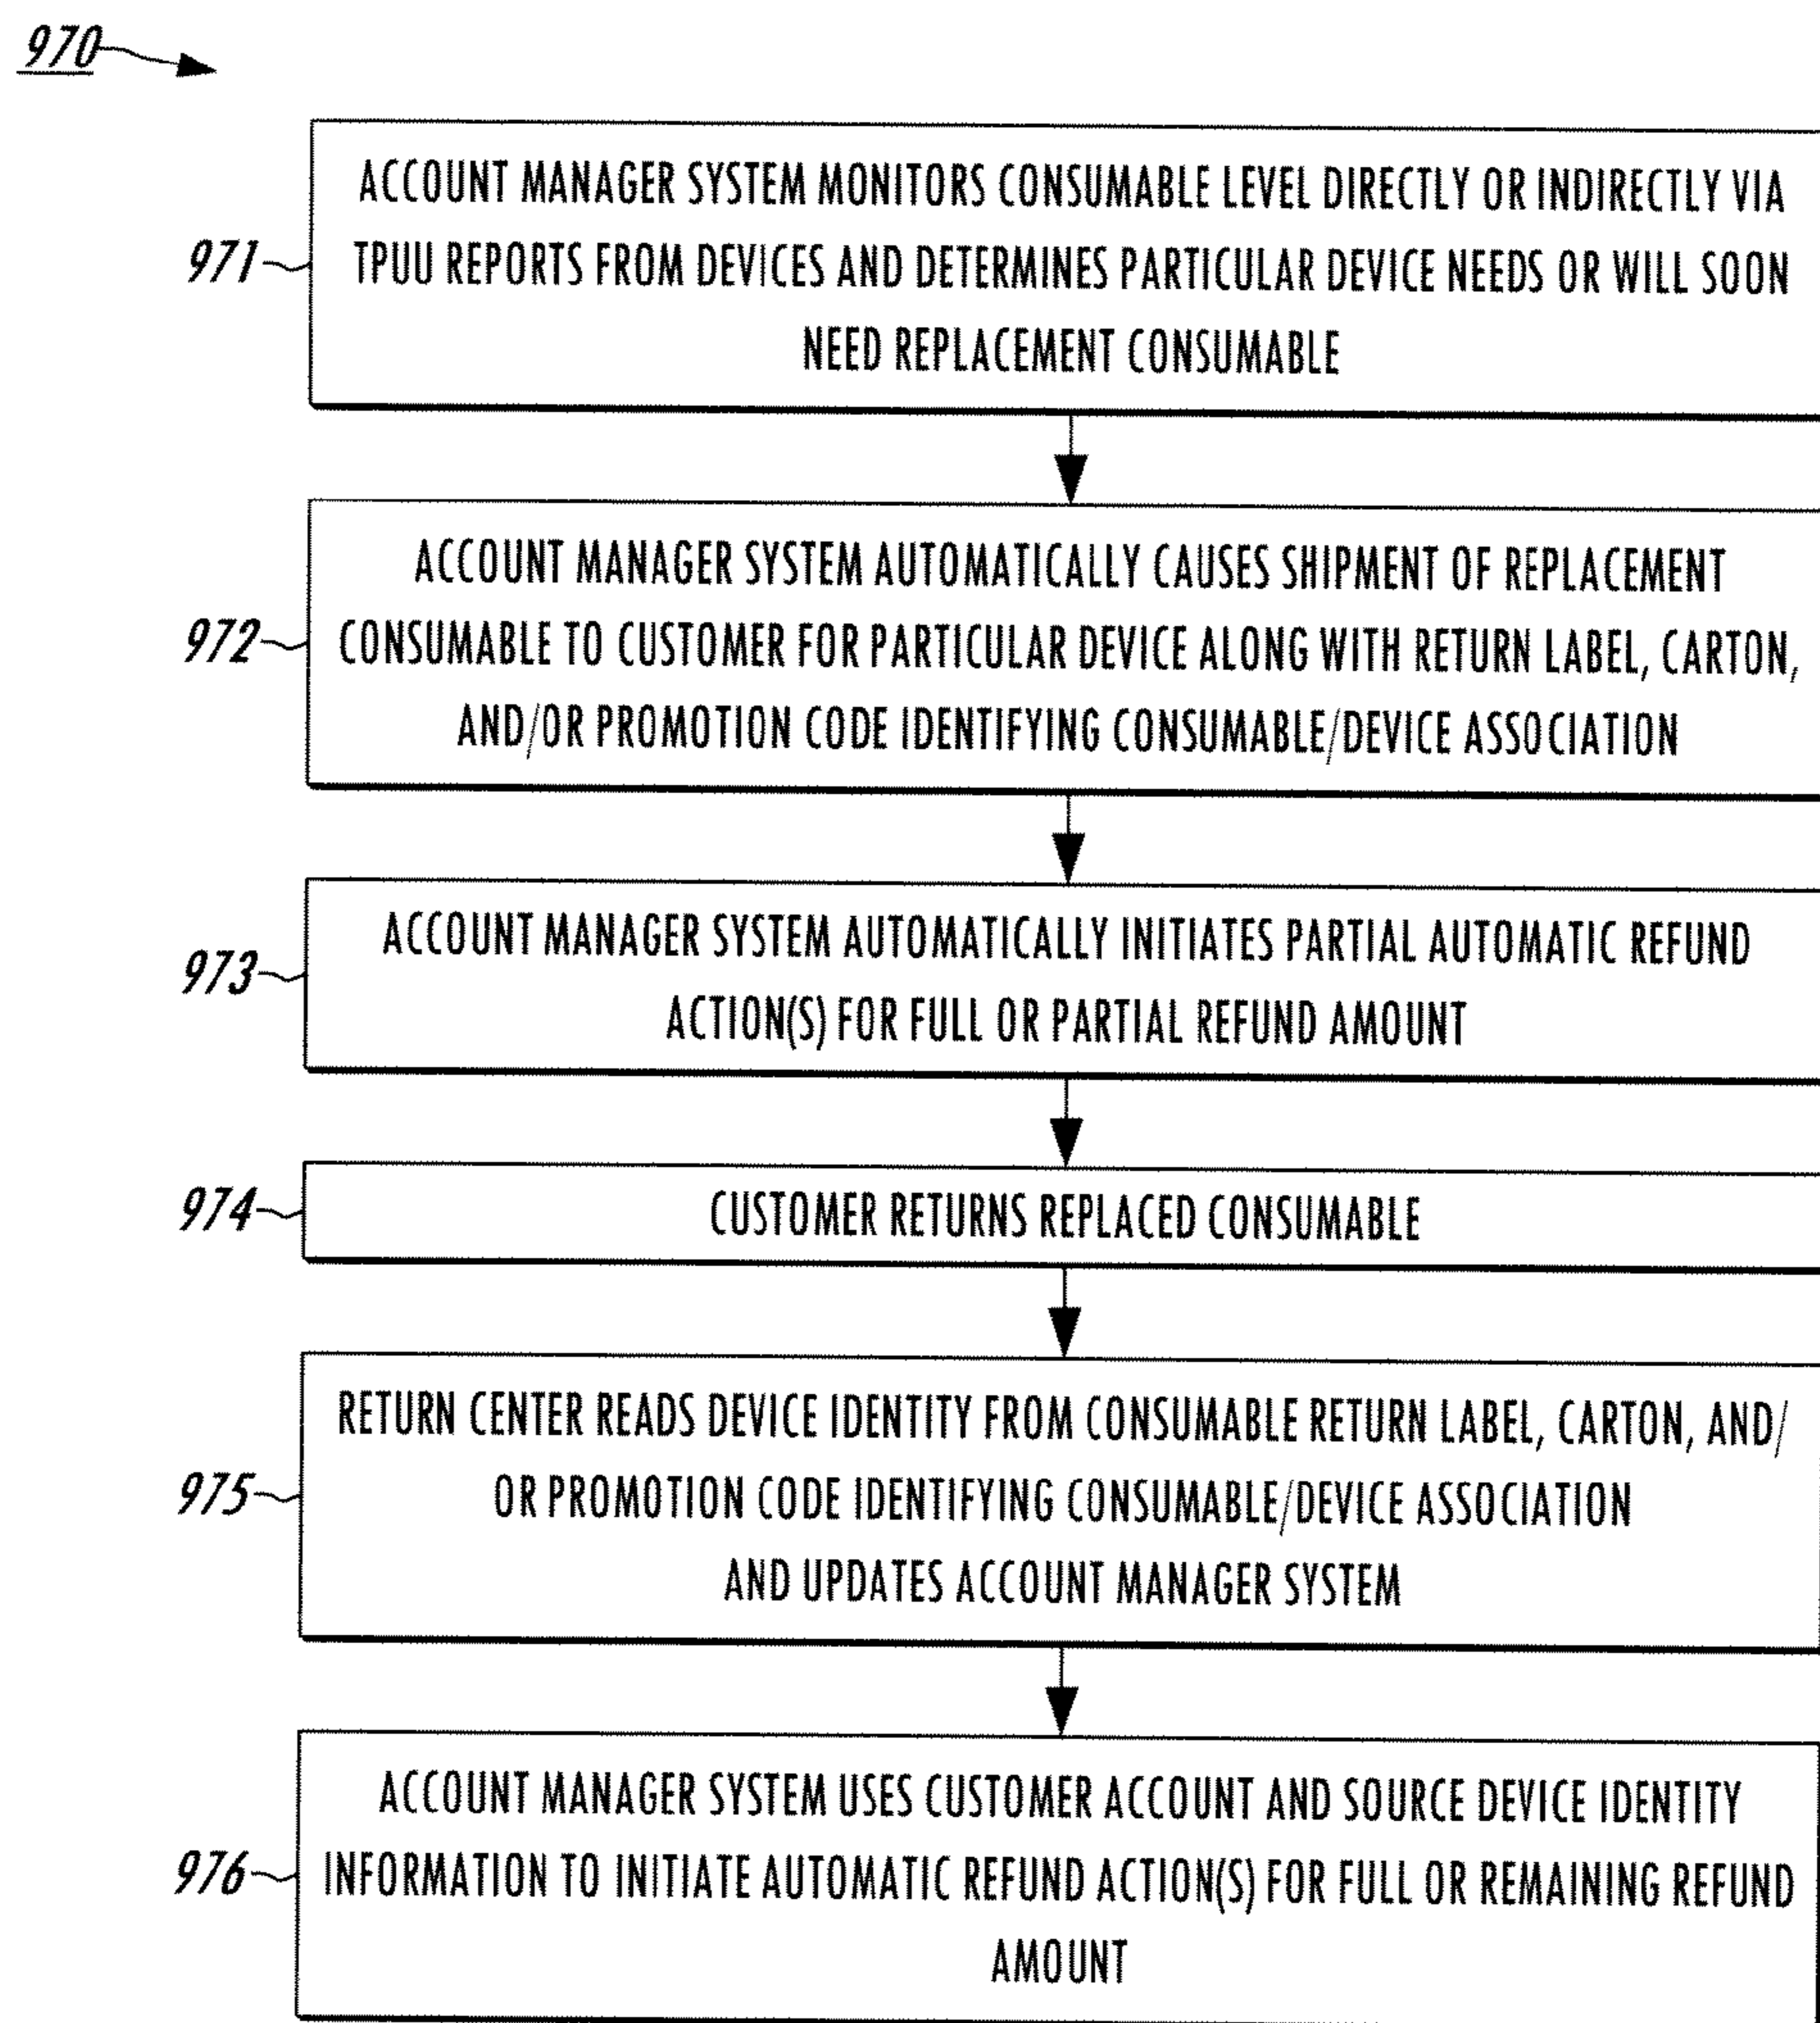 970
971
ACCOUNT MANAGER SYSTEM MONITORS CONSUMABLE LEVEL DIRECTLY OR INDIRECTLY VIA
TPUU REPORTS FROM DEVICES AND DETERMINES PARTICULAR DEVICE NEEDS OR WILL SOON
NEED REPLACEMENT CONSUMABLE
972
ACCOUNT MANAGER SYSTEM AUTOMATICALLY CAUSES SHIPMENT OF REPLACEMENT
CONSUMABLE TO CUSTOMER FOR PARTICULAR DEVICE ALONG WITH RETURN LABEL, CARTON,
AND/OR PROMOTION CODE IDENTIFYING CONSUMABLE/DEVICE ASSOCIATION
973
ACCOUNT MANAGER SYSTEM AUTOMATICALLY INITIATES PARTIAL AUTOMATIC REFUND
ACTION(S) FOR FULL OR PARTIAL REFUND AMOUNT
974
CUSTOMER RETURNS REPLACED CONSUMABLE
975
RETURN CENTER READS DEVICE IDENTITY FROM CONSUMABLE RETURN LABEL, CARTON, AND/
OR PROMOTION CODE IDENTIFYING CONSUMABLE/DEVICE ASSOCIATION
AND UPDATES ACCOUNT MANAGER SYSTEM
976
ACCOUNT MANAGER SYSTEM USES CUSTOMER ACCOUNT AND SOURCE DEVICE IDENTITY
INFORMATION TO INITIATE AUTOMATIC REFUND ACTION(S) FOR FULL OR REMAINING REFUND
AMOUNT